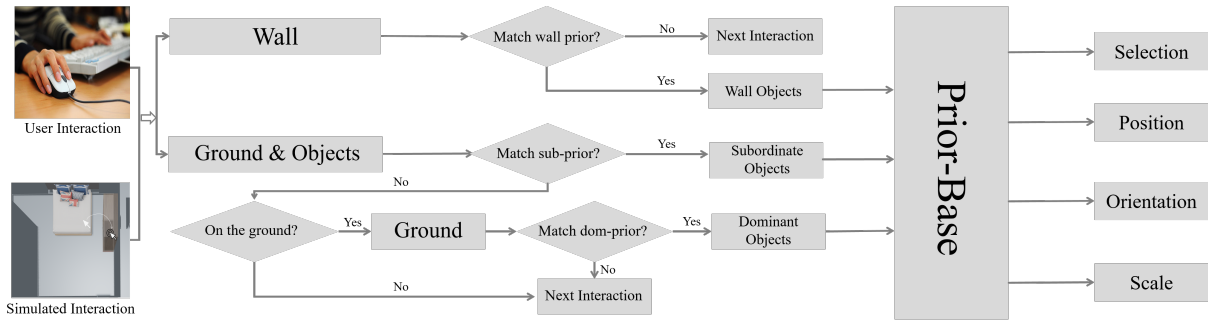 User Interaction
Simulated Interaction
Wall
Match wall prior?
No
Next Interaction
Yes
Wall Objects
Ground & Objects
Match sub-prior?
Yes
Subordinate
Objects
No
On the ground?
Yes
Ground
Match dom-prior?
Yes
Dominant
Objects
No
No
Next Interaction
Prior-Base
Selection
Position
Orientation
Scale